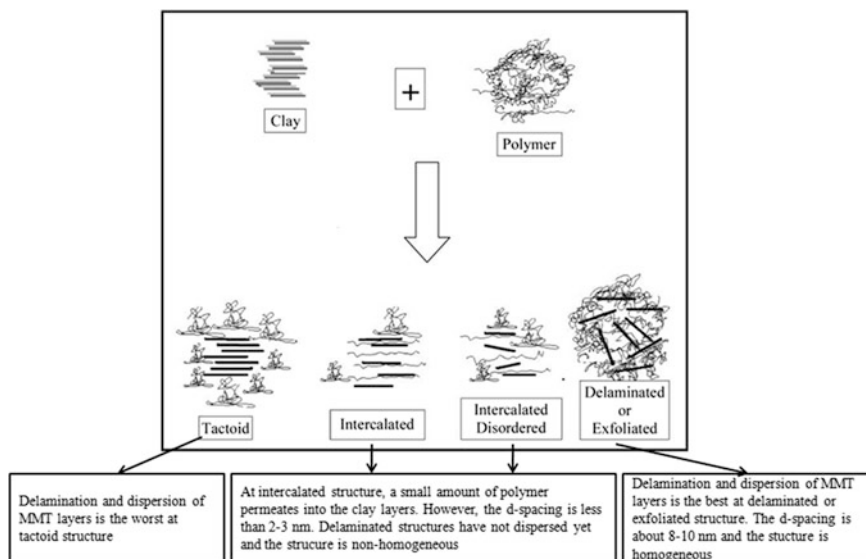 Clay
+
Polymer
Tactoid
Intercalated
Intercalated
Disordered
Delaminated
or
Exfoliated
Delamination and dispersion of
MMT layers is the worst at
tactoid structure
At intercalated structure, a small amount of polymer
permeates into the clay layers. However, the d-spacing is less
than 2-3 nm. Delaminated structures have not dispersed yet
and the strucure is non-homogeneous
Delamination and dispersion of MMT
layers is the best at delaminated or
exfoliated structure. The d-spacing is
about 8-10 nm and the stucture is
homogeneous